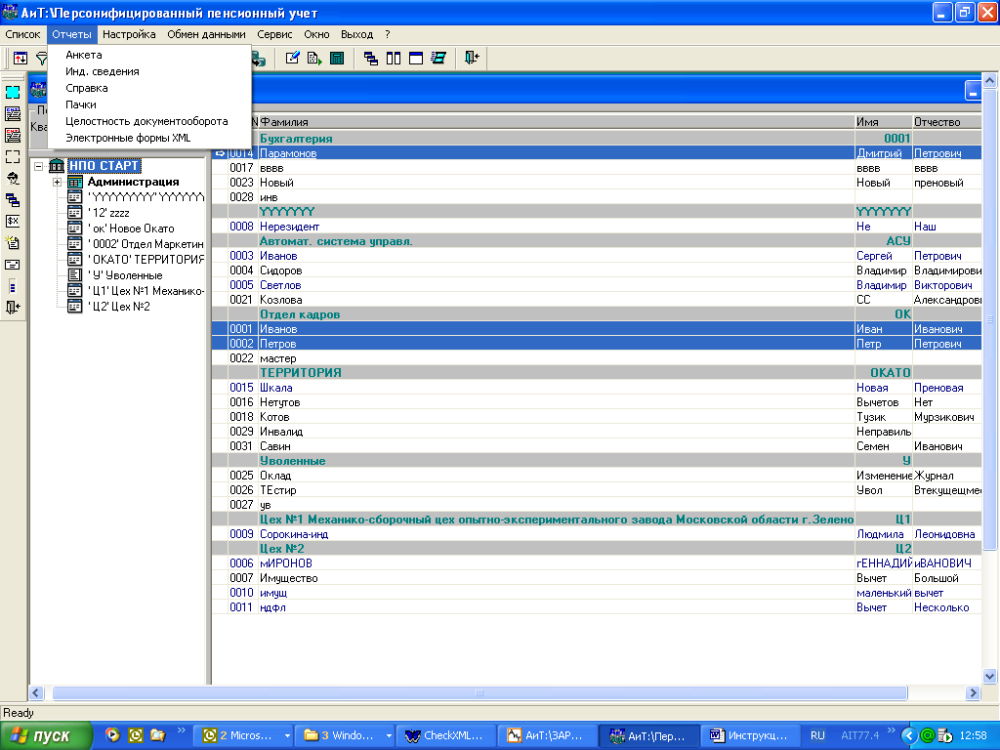 АиТ:\Персонифицированный пенсионный учет
Список Отчеты Настройка Обмен данными Сервис Окно Выход ?
Анкета
Инд. сведения
Справка
Пачки
Целостность документооборота
Электронные формы XML
Ква
НПО СТАРТ
Администрация
'YYYYYYYY' YYYYYY
'12' zzzz
'ок' Новое Окато
'0002' Отдел Маркетин
'ОКАТО' ТЕРРИТОРИЯ
'У' Уволенные
'Ц1' Цех №1 Механико-
'Ц2' Цех №2
N Фамилия Имя Отчество
Бухгалтерия 0001
0014 Парамонов Дмитрий Петрович
0017 вввв вввв вввв
0023 Новый Новый преновый
0028 инв
YYYYYYY YYYYYYY
0008 Нерезидент Не Наш
Автомат. система управл. АСУ
0003 Иванов Сергей Петрович
0004 Сидоров Владимир Владимирови
0005 Светлов Владимир Викторович
0021 Козлова СС Александров
Отдел кадров ОК
0001 Иванов Иван Иванович
0002 Петров Петр Петрович
0022 мастер
ТЕРРИТОРИЯ ОКАТО
0015 Шкала Новая Преновая
0016 Нетутов Вычетов Нет
0018 Котов Тузик Мурзикович
0029 Инвалид Неправиль
0031 Савин Семен Иванович
Уволенные У
0025 Оклад Изменение Журнал
0026 ТЕстир Увол Втекущещме
0027 ув
Цех №1 Механико-сборочный цех опытно-экспериментального завода Московской области г.Зелено Ц1
0009 Сорокина-инд Людмила Леонидовна
Цех №2 Ц2
0006 мИРОНОВ гЕННАДИЙ иВАНОВИЧ
0007 Имущество Вычет Большой
0010 имущ маленький вычет
0011 ндфл Вычет Несколько
Ready
пуск 2 Micros... 3 Windo... CheckXML... АиТ:\ЗАР... АиТ:\Пер... Инструкц... RU AIT77.4 12:58